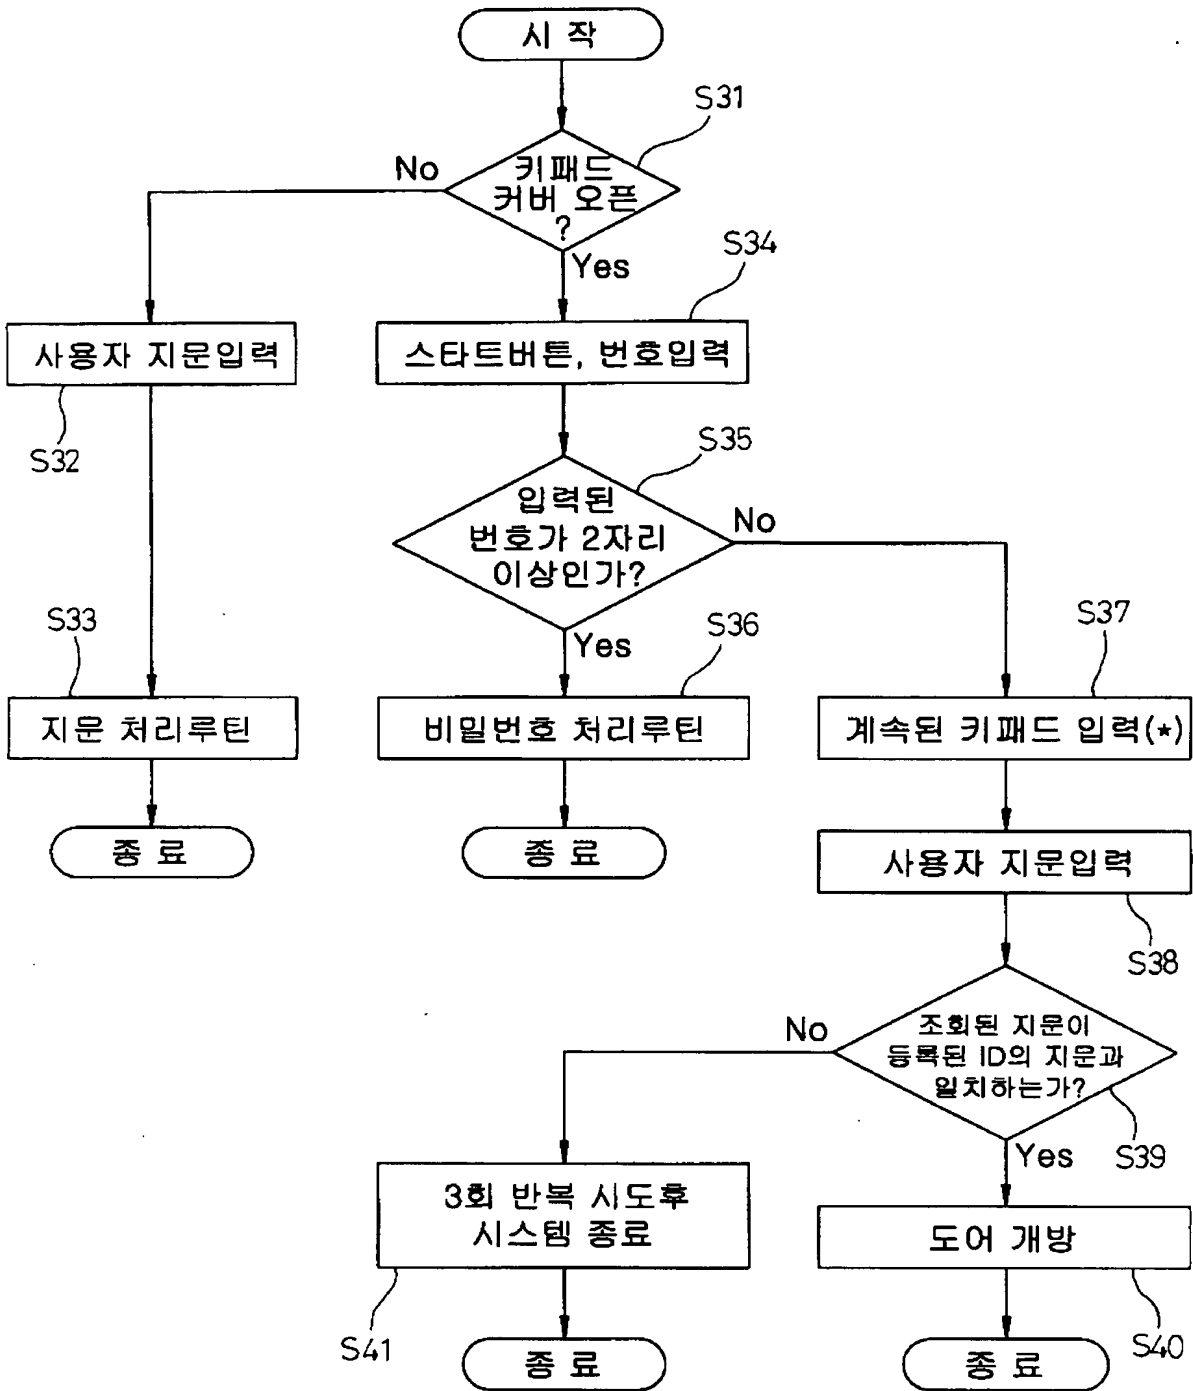 시작
S31
No
키패드
커버 오픈
?
Yes
S34
사용자 지문입력
스타트버튼, 번호입력
S32
S35
입력된
번호가 2자리
이상인가?
No
Yes
S33
S36
S37
지문 처리루틴
비밀번호 처리루틴
계속된 키패드 입력(*)
종료
종료
사용자 지문입력
S38
No
조회된 지문이
등록된 ID의 지문과
일치하는가?
Yes
S39
3회 반복 시도후
시스템 종료
도어 개방
S41
S40
종료
종료